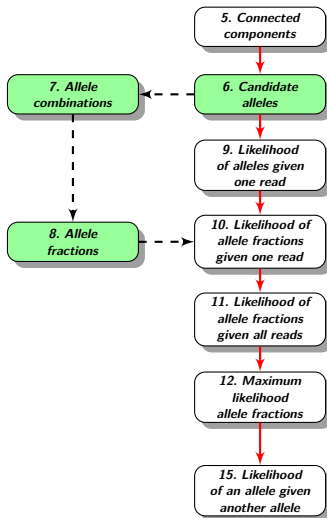 5. Connected
components
7. Allele
combinations
6. Candidate
alleles
9. Likelihood
of alleles given
one read
8. Allele
fractions
10. Likelihood of
allele fractions
given one read
11. Likelihood of
allele fractions
given all reads
12. Maximum
likelihood
allele fractions
15. Likelihood
of an allele given
another allele